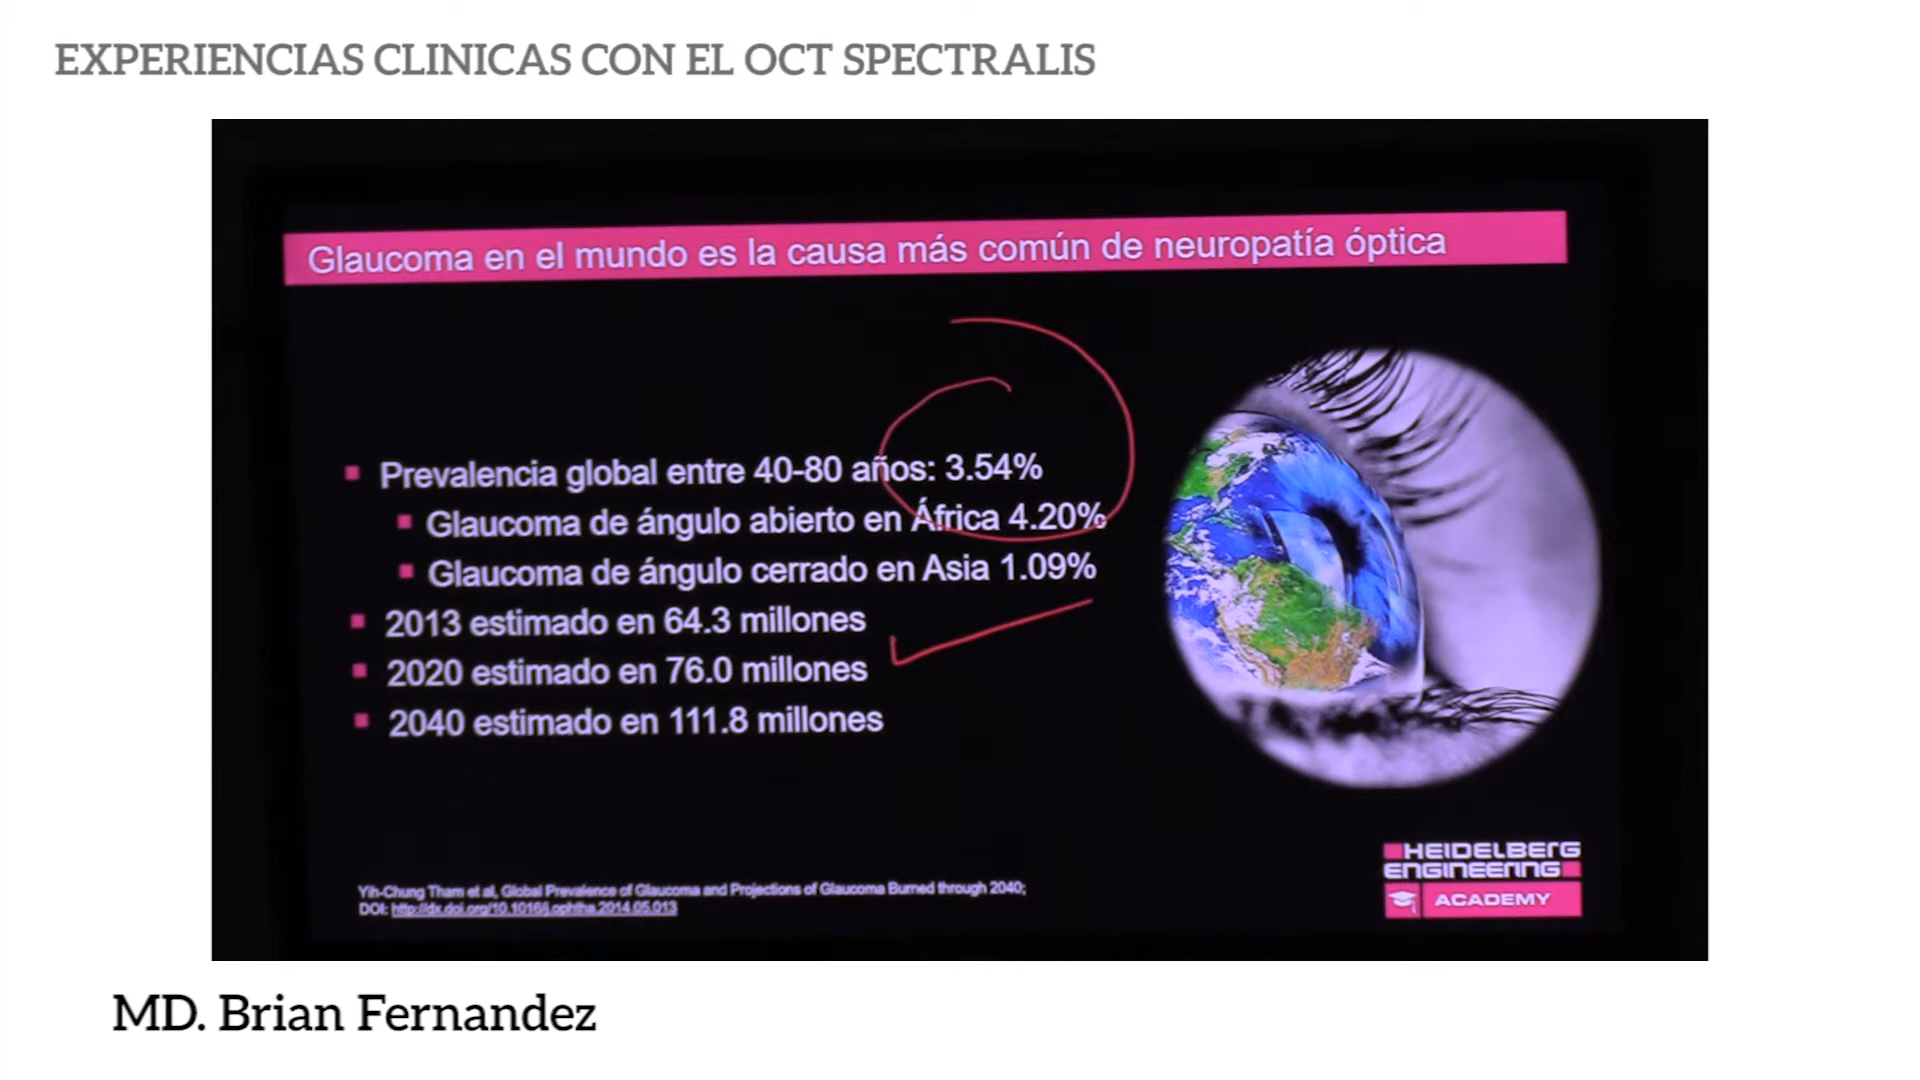 EXPERIENCIAS CLINICAS CON EL OCT SPECTRALIS
Glaucoma en el mundo es la causa más común de neuropatía óptica
Prevalencia global entre 40-80 años: 3.54%
Glaucoma de ángulo abierto en África 4.20%
Glaucoma de ángulo cerrado en Asia 1.09%
2013 estimado en 64.3 millones
2020 estimado en 76.0 millones
2040 estimado en 111.8 millones
Yih-Chung Tham et al, Global Prevalence of Glaucoma and Projections of Glaucoma Burned through 2040;
DOI: http://dx.doi.org/10.1016/j.ophtha.2014.05.013
HEIDELBERG
ENGINEERING
ACADEMY
MD. Brian Fernandez